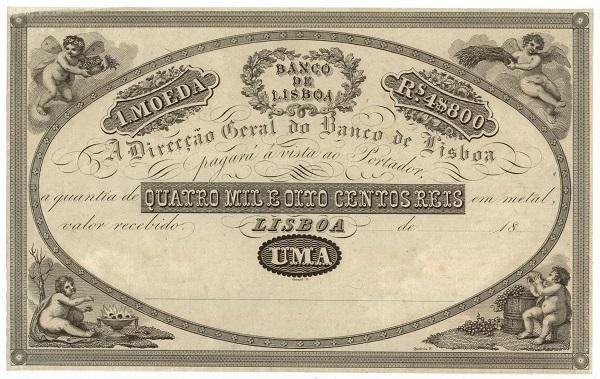 BANCO
DE
LISBOA
1. MOEDA
Rs. 4$800
A Direcção Geral do Banco de Lisboa
pagará á vista ao Portador,
a quantia de QUATRO MIL E OITO CENTOS REIS em metal,
valor recebido. LISBOA de 18
UMA